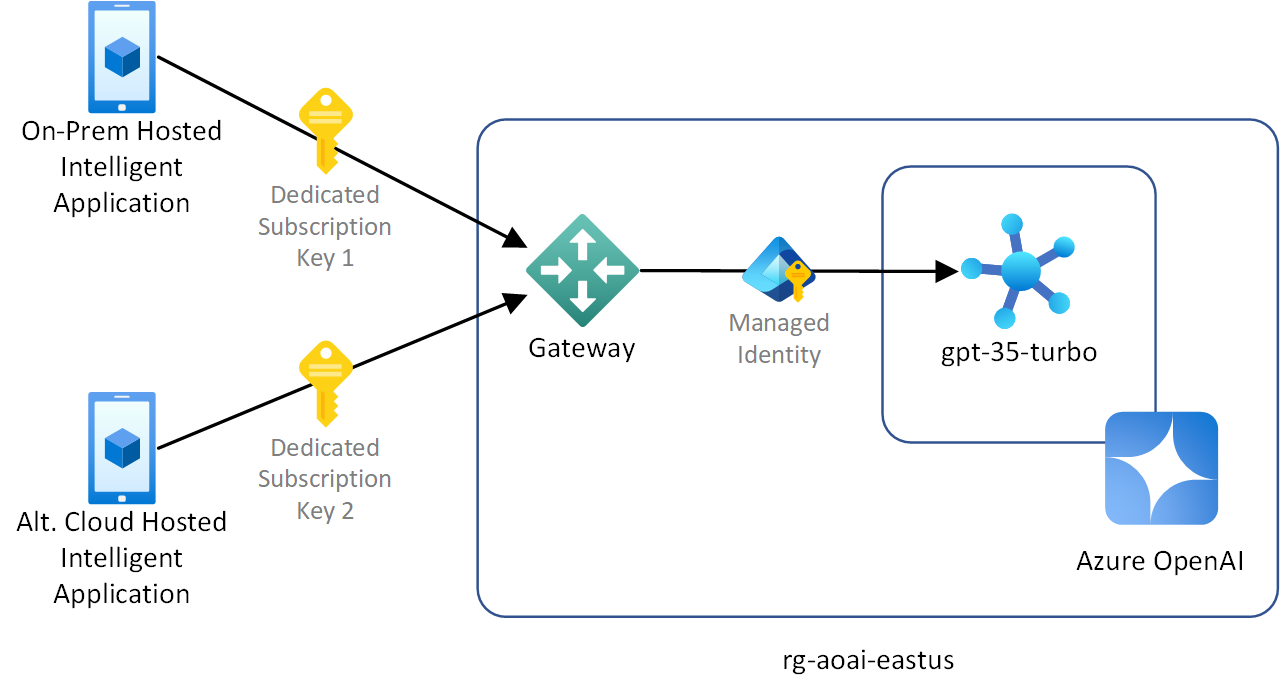 On-Prem Hosted
Intelligent
Application
Dedicated
Subscription
Key 1
Gateway
Managed
Identity
gpt-35-turbo
Alt. Cloud Hosted
Intelligent
Application
Dedicated
Subscription
Key 2
Azure OpenAI
rg-aoai-eastus